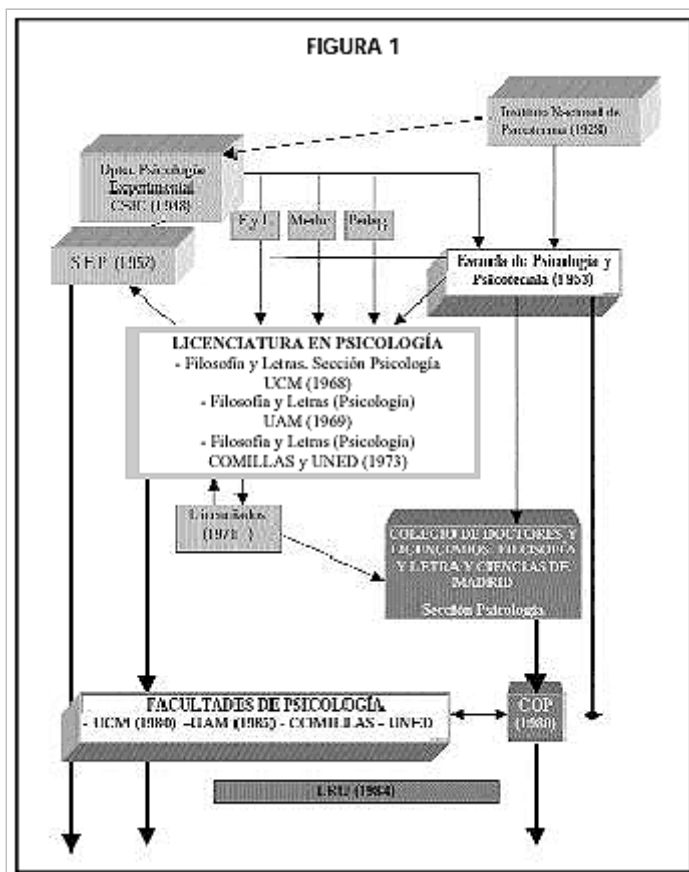 FIGURA 1
Instituto Nacional de
Psicotecnia (1928)
Dpto. Psicología
Experimental
CSIC (1948)
F. y L.
Medic.
Pedag.
S.E.P. (1952)
Escuela de Psicología y
Psicotecnia (1953)
LICENCIATURA EN PSICOLOGÍA
- Filosofía y Letras. Sección Psicología
UCM (1968)
- Filosofía y Letras (Psicología)
UAM (1969)
- Filosofía y Letras (Psicología)
COMILLAS y UNED (1973)
Licenciados
COLEGIO DE DOCTORES Y
LICENCIADOS. FILOSOFÍA
Y LETRA Y CIENCIAS DE
MADRID
Sección Psicología
FACULTADES DE PSICOLOGÍA
- UCM (1980) –UAM (1985) - COMILLAS – UNED
COP
(1980)
LRU (1984)